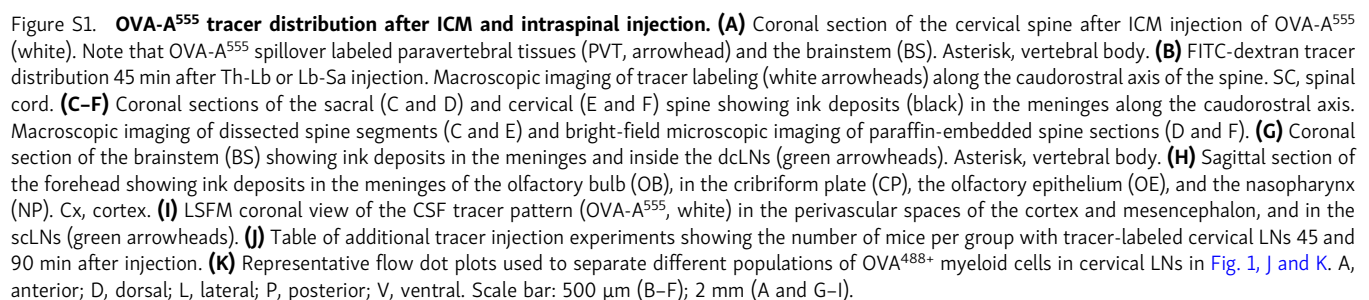 Figure S1. OVA-A⁵⁵⁵ tracer distribution after ICM and intraspinal injection. (A) Coronal section of the cervical spine after ICM injection of OVA-A⁵⁵⁵
(white). Note that OVA-A⁵⁵⁵ spillover labeled paravertebral tissues (PVT, arrowhead) and the brainstem (BS). Asterisk, vertebral body. (B) FITC-dextran tracer
distribution 45 min after Th-Lb or Lb-Sa injection. Macroscopic imaging of tracer labeling (white arrowheads) along the caudorostral axis of the spine. SC, spinal
cord. (C–F) Coronal sections of the sacral (C and D) and cervical (E and F) spine showing ink deposits (black) in the meninges along the caudorostral axis.
Macroscopic imaging of dissected spine segments (C and E) and bright-field microscopic imaging of paraffin-embedded spine sections (D and F). (G) Coronal
section of the brainstem (BS) showing ink deposits in the meninges and inside the dcLNs (green arrowheads). Asterisk, vertebral body. (H) Sagittal section of
the forehead showing ink deposits in the meninges of the olfactory bulb (OB), in the cribriform plate (CP), the olfactory epithelium (OE), and the nasopharynx
(NP). Cx, cortex. (I) LSFM coronal view of the CSF tracer pattern (OVA-A⁵⁵⁵, white) in the perivascular spaces of the cortex and mesencephalon, and in the
scLNs (green arrowheads). (J) Table of additional tracer injection experiments showing the number of mice per group with tracer-labeled cervical LNs 45 and
90 min after injection. (K) Representative flow dot plots used to separate different populations of OVA⁴⁸⁸⁺ myeloid cells in cervical LNs in Fig. 1, J and K. A,
anterior; D, dorsal; L, lateral; P, posterior; V, ventral. Scale bar: 500 µm (B–F); 2 mm (A and G–I).